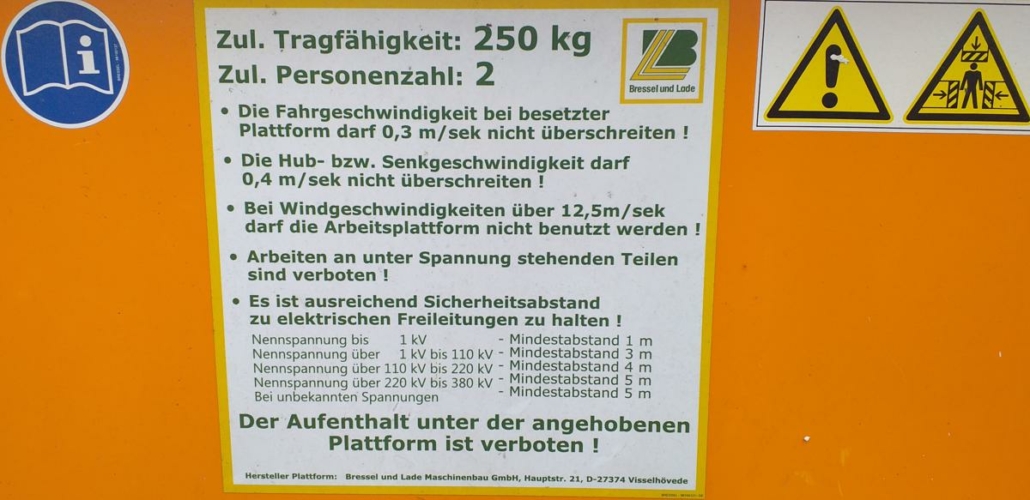 Zul. Tragfähigkeit: 250 kg
Zul. Personenzahl: 2
Bressel und Lade
• Die Fahrgeschwindigkeit bei besetzter
Plattform darf 0,3 m/sek nicht überschreiten !
• Die Hub- bzw. Senkgeschwindigkeit darf
0,4 m/sek nicht überschreiten !
• Bei Windgeschwindigkeiten über 12,5m/sek
darf die Arbeitsplattform nicht benutzt werden !
• Arbeiten an unter Spannung stehenden Teilen
sind verboten !
• Es ist ausreichend Sicherheitsabstand
zu elektrischen Freileitungen zu halten !
Nennspannung bis 1 kV - Mindestabstand 1 m
Nennspannung über 1 kV bis 110 kV - Mindestabstand 3 m
Nennspannung über 110 kV bis 220 kV - Mindestabstand 4 m
Nennspannung über 220 kV bis 380 kV - Mindestabstand 5 m
Bei unbekannten Spannungen - Mindestabstand 5 m
Der Aufenthalt unter der angehobenen
Plattform ist verboten !
Hersteller Plattform: Bressel und Lade Maschinenbau GmbH, Hauptstr. 21, D-27374 Visselhövede